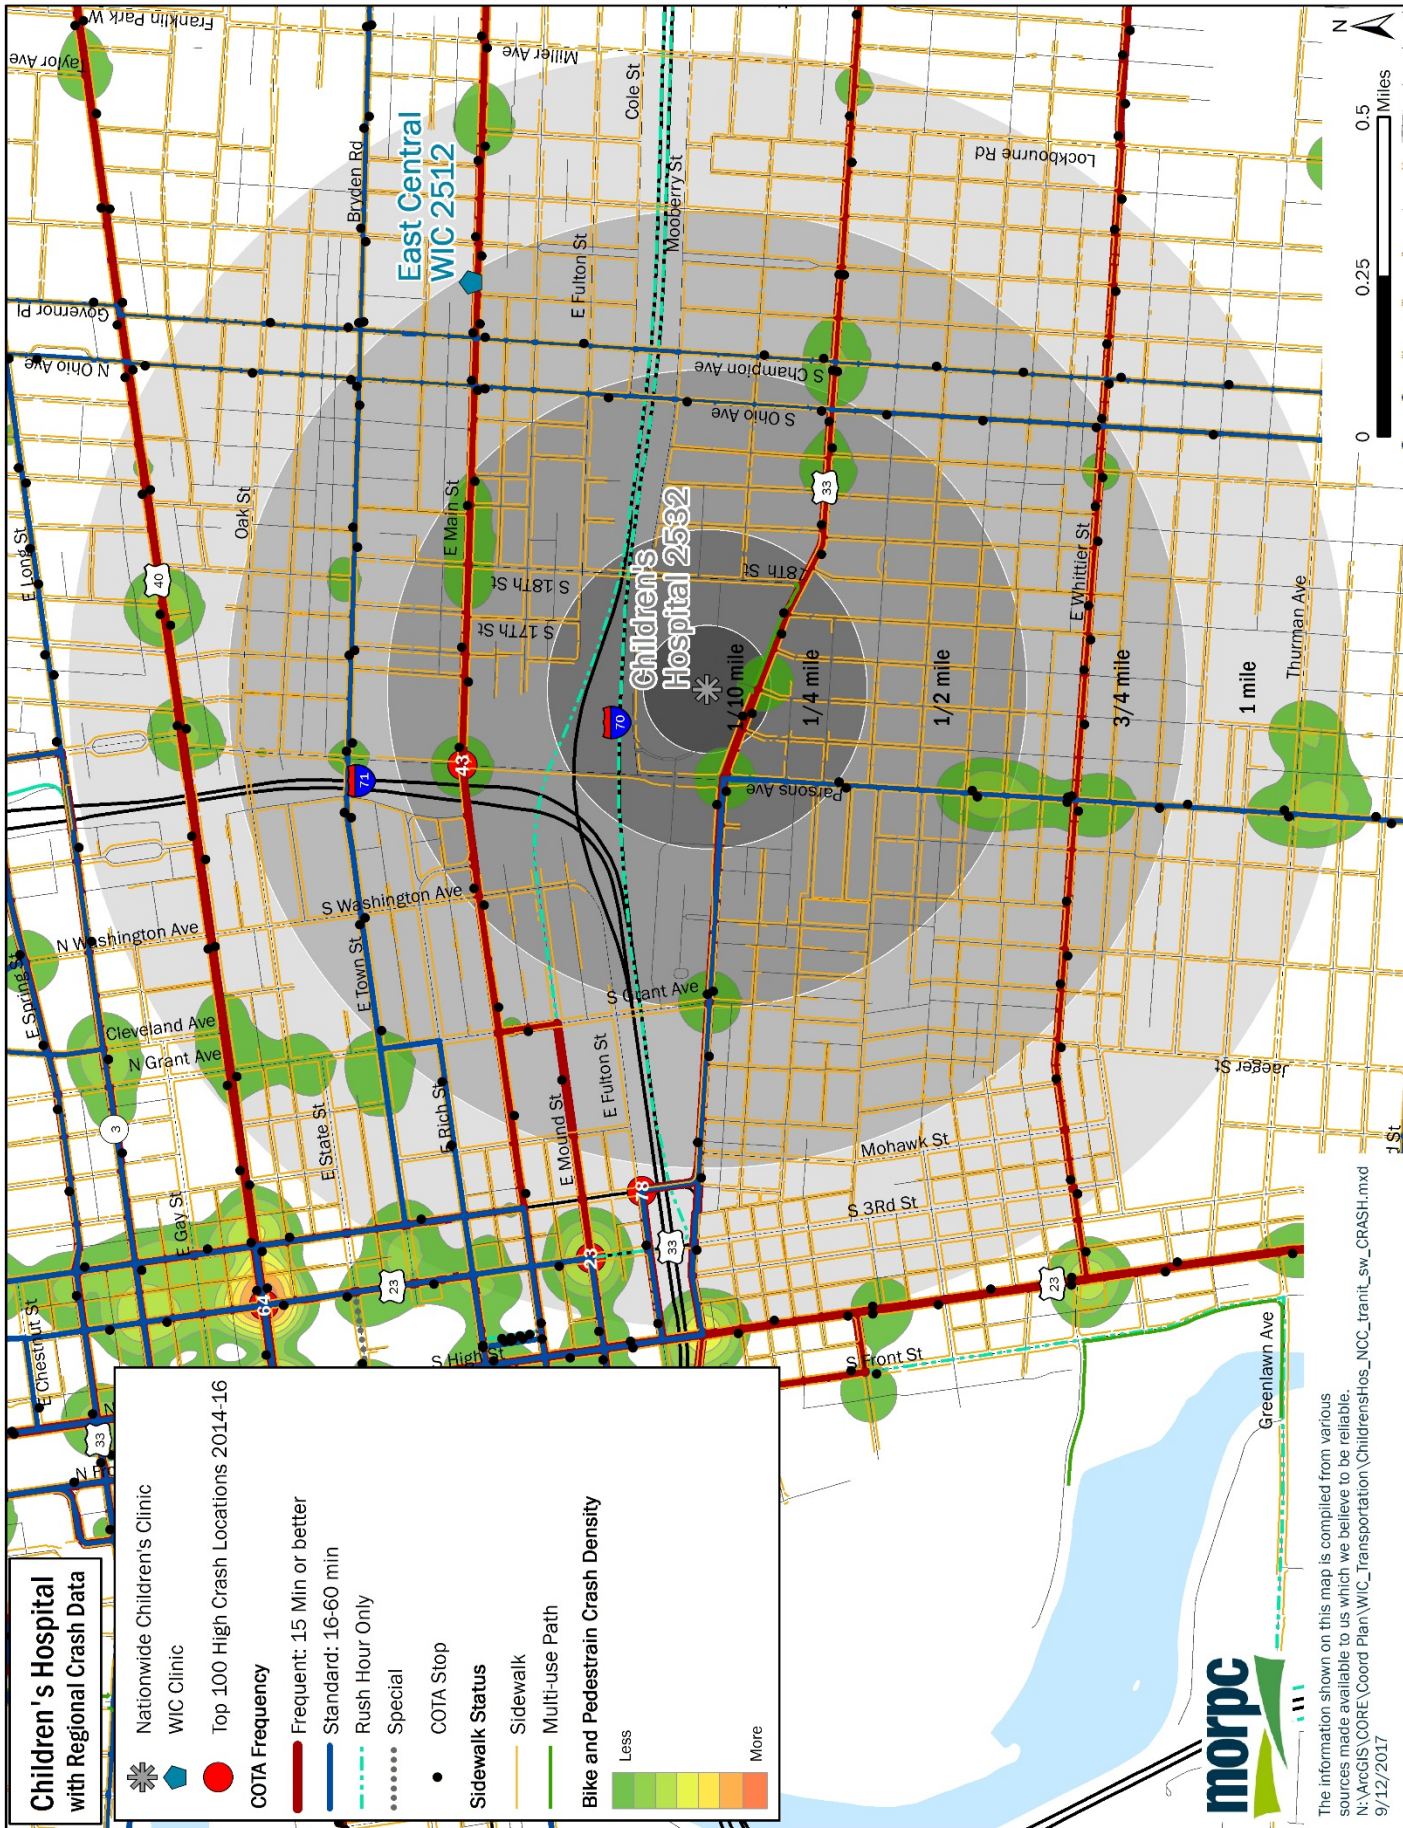 Children's Hospital
with Regional Crash Data
Nationwide Children's Clinic
WIC Clinic
Top 100 High Crash Locations 2014-16
COTA Frequency
Frequent: 15 Min or better
Standard: 16-60 min
Rush Hour Only
Special
COTA Stop
Sidewalk Status
Sidewalk
Multi-use Path
Bike and Pedestrain Crash Density
Less
More
morpc
The information shown on this map is compiled from various
sources made available to us which we believe to be reliable.
N:\ArcGIS\CORE\Coord Plan\WIC_Transportation\ChildrensHos_NCC_tranit_sw_CRASH.mxd
9/12/2017
E Chestnut St
E Spring St
E Long St
N Washington Ave
Cleveland Ave
N Grant Ave
E Gay St
E State St
E Town St
E Rich St
S Washington Ave
E Mound St
E Fulton St
S Grant Ave
S High St
S Front St
S 3Rd St
Mohawk St
Jaeger St
Greenlawn Ave
Parsons Ave
Thurman Ave
E Whittier St
Oak St
E Main St
S 17Th St
S 18Th St
18Th St
Bryden Rd
N Ohio Ave
Governor Pl
Taylor Ave
Franklin Park W
Miller Ave
Cole St
Mooberry St
E Fulton St
S Champion Ave
S Ohio Ave
Lockbourne Rd
East Central
WIC 2512
Children's
Hospital 2532
1/10 mile
1/4 mile
1/2 mile
3/4 mile
1 mile
33
3
64
23
23
78
33
23
43
71
70
40
33
N
0
0.25
0.5
Miles